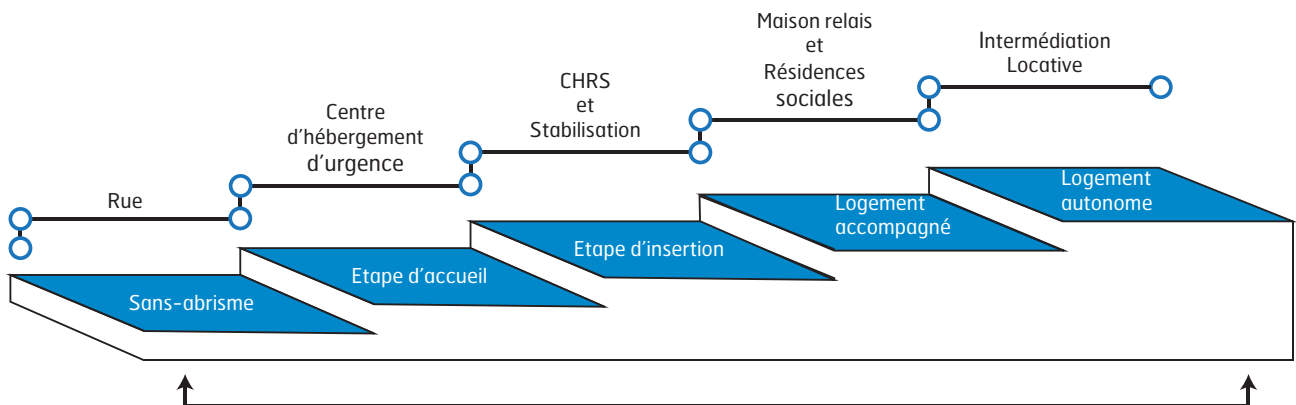 Maison relais
et
Résidences
sociales
Intermédiation
Locative
CHRS
et
Stabilisation
Centre
d'hébergement
d'urgence
Rue
Logement
autonome
Logement
accompagné
Etape d'insertion
Etape d'accueil
Sans-abrisme